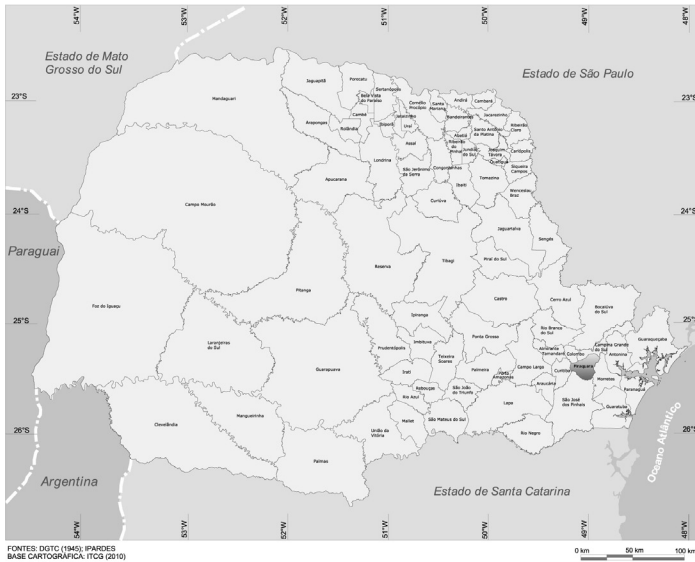 54°W
53°W
52°W
51°W
50°W
49°W
48°W
Estado de Mato
Grosso do Sul
Estado de São Paulo
23°S
23°S
24°S
24°S
25°S
25°S
26°S
26°S
Paraguai
Argentina
Estado de Santa Catarina
Oceano Atlântico
Mandaguari
Jaguapitã
Porecatu
Sertanópolis
Bela Vista
do Paraíso
Cambé
Arapongas
Rolândia
Ibiporã
Londrina
Apucarana
Cornélio
Procópio
Santa
Mariana
Uraí
Assaí
Andirá
Cambará
Bandeirantes
Jacarezinho
Abatiá
Santo Antônio
da Platina
Ribeirão
Claro
Ribeirão
do
Pinhal
Jundiaí
do Sul
Joaquim
Távora
Carlópolis
Quatiguá
Siqueira
Campos
São Jerônimo
da Serra
Congonhinhas
Ibaiti
Tomazina
Wenceslau
Braz
Curiúva
Campo Mourão
Jaguariaíva
Sengés
Piraí do Sul
Reserva
Tibagi
Pitanga
Foz do Iguaçu
Castro
Cerro Azul
Bocaiúva
do Sul
Laranjeiras
do Sul
Guarapuava
Ipiranga
Ponta Grossa
Rio Branco
do Sul
Prudentópolis
Imbituva
Teixeira
Soares
Palmeira
Campo Largo
Almirante
Tamandaré
Colombo
Campina Grande
do Sul
Guaraqueçaba
Antonina
Curitiba
Piraquara
Morretes
Paranaguá
Irati
Rebouças
Rio Azul
São João
do Triunfo
Porto
Amazonas
Araucária
Lapa
São José
dos Pinhais
Guaratuba
Clevelândia
Mangueirinha
Palmas
União da
Vitória
Mallet
São Mateus do Sul
Rio Negro
54°W
53°W
52°W
51°W
50°W
49°W
48°W
FONTES: DGTC (1945); IPARDES
BASE CARTOGRÁFICA: ITCG (2010)
0 km
50 km
100 km